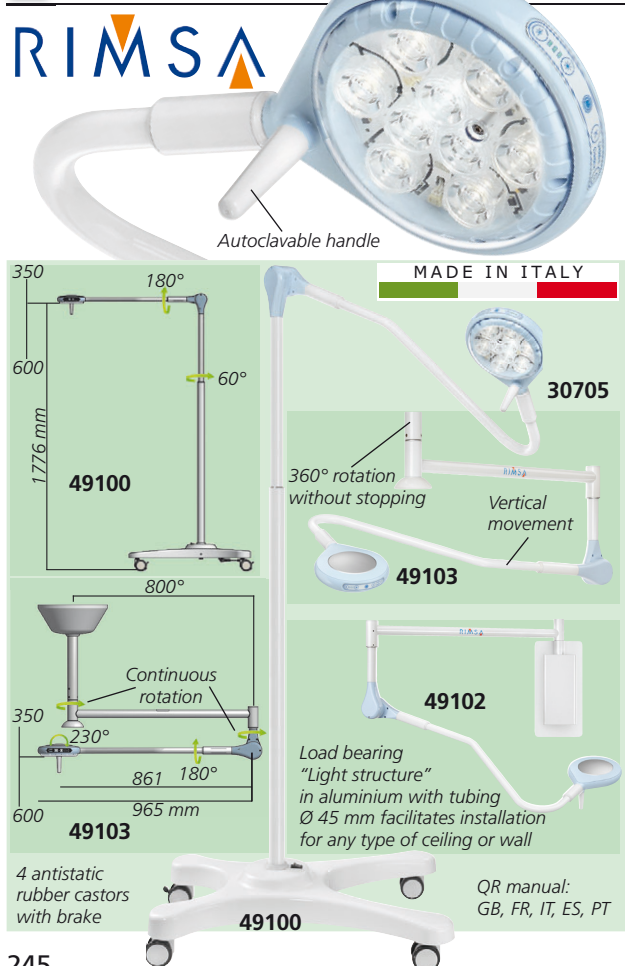 RIMSA
Autoclavable handle
MADE IN ITALY
350
180°
600
60°
1776 mm
49100
30705
360° rotation
without stopping
RIMSA
Vertical
movement
49103
800°
Continuous
rotation
350
230°
861
180°
965 mm
600
49103
RIMSA
49102
Load bearing
“Light structure”
in aluminium with tubing
Ø 45 mm facilitates installation
for any type of ceiling or wall
4 antistatic
rubber castors
with brake
49100
QR manual:
GB, FR, IT, ES, PT
245